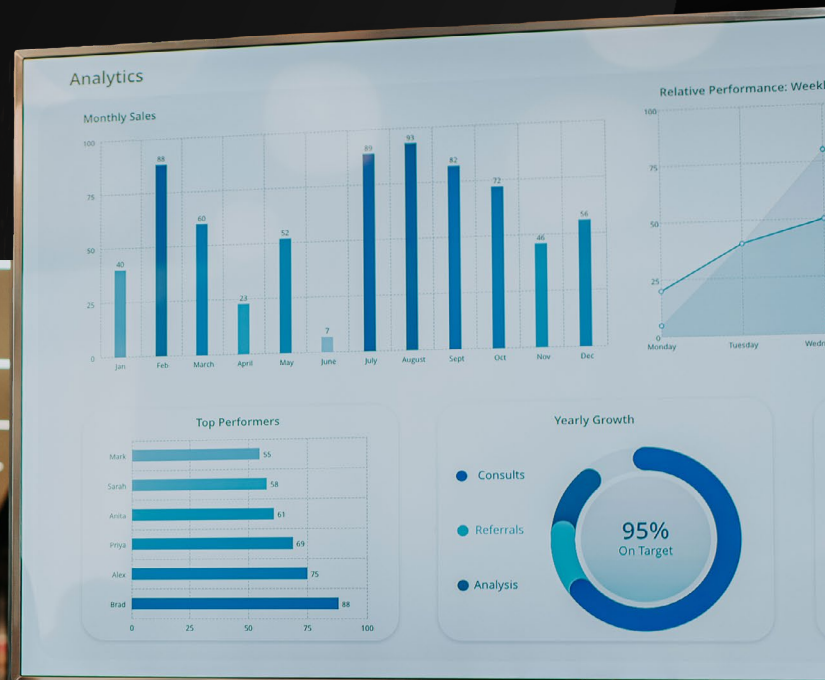 Analytics
Monthly Sales
100
75
50
25
0
40
88
60
23
52
7
89
93
82
72
46
56
Jan
Feb
March
April
May
June
July
August
Sept
Oct
Nov
Dec
Relative Performance: Weekl
100
75
50
25
0
Monday
Tuesday
Wedn
Top Performers
Mark 55
Sarah 58
Anita 61
Priya 69
Alex 75
Brad 88
0 25 50 75 100
Yearly Growth
Consults
Referrals
Analysis
95%
On Target